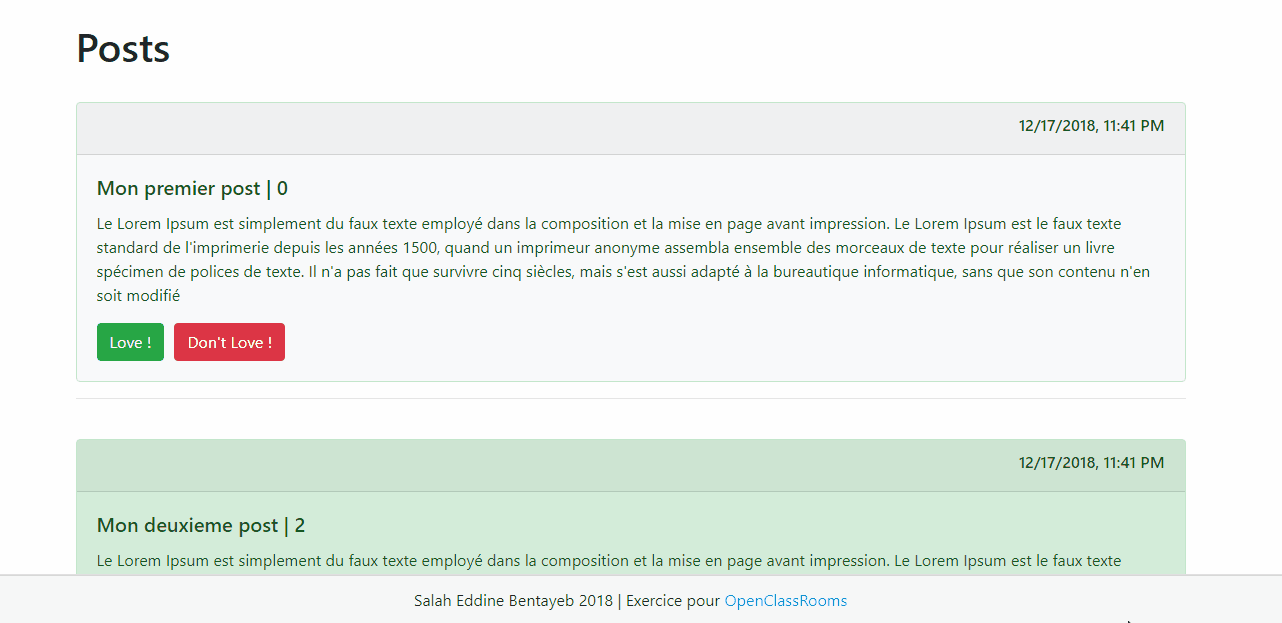 Posts
12/17/2018, 11:41 PM
Mon premier post | 0
Le Lorem Ipsum est simplement du faux texte employé dans la composition et la mise en page avant impression. Le Lorem Ipsum est le faux texte
standard de l'imprimerie depuis les années 1500, quand un imprimeur anonyme assembla ensemble des morceaux de texte pour réaliser un livre
spécimen de polices de texte. Il n'a pas fait que survivre cinq siècles, mais s'est aussi adapté à la bureautique informatique, sans que son contenu n'en
soit modifié
Love ! Don't Love !
12/17/2018, 11:41 PM
Mon deuxieme post | 2
Le Lorem Ipsum est simplement du faux texte employé dans la composition et la mise en page avant impression. Le Lorem Ipsum est le faux texte
Salah Eddine Bentayeb 2018 | Exercice pour OpenClassRooms